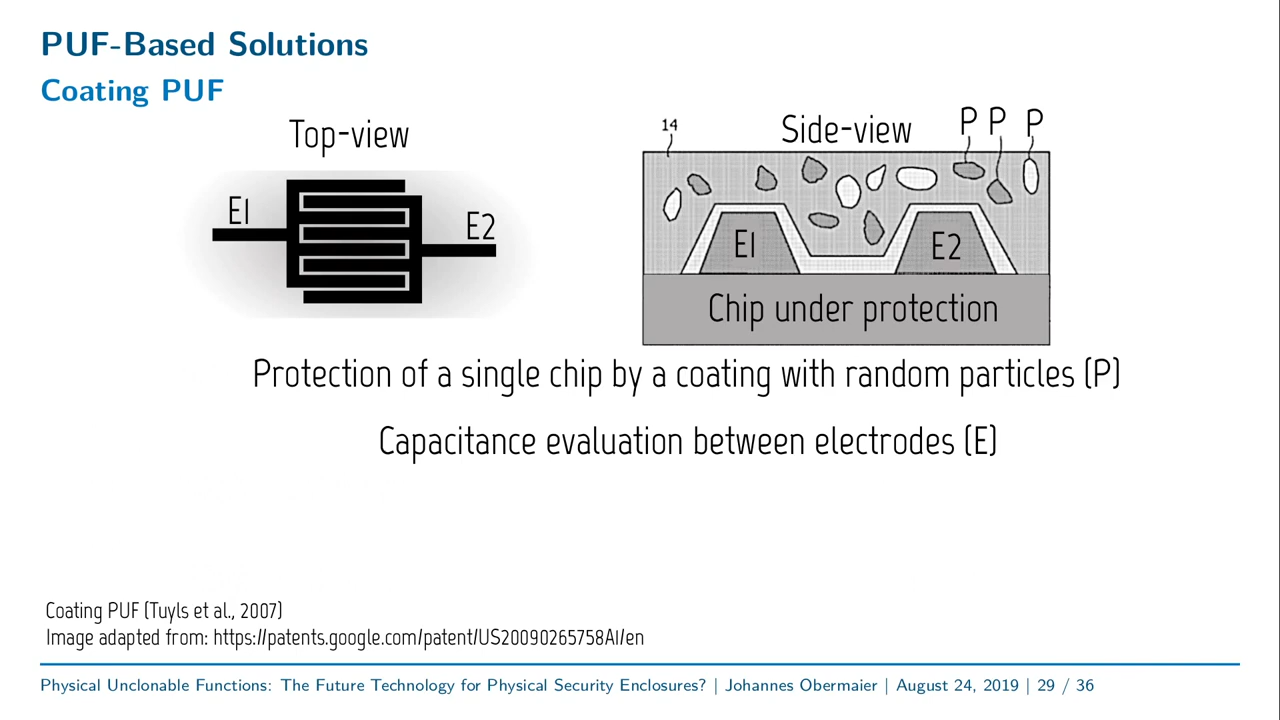 PUF-Based Solutions
Coating PUF
Top-view
E1
E2
14
Side-view
P
P
P
E1
E2
Chip under protection
Protection of a single chip by a coating with random particles (P)
Capacitance evaluation between electrodes (E)
Coating PUF (Tuyls et al., 2007)
Image adapted from: https://patents.google.com/patent/US20090265758A1/en
Physical Unclonable Functions: The Future Technology for Physical Security Enclosures? | Johannes Obermaier | August 24, 2019 | 29 / 36